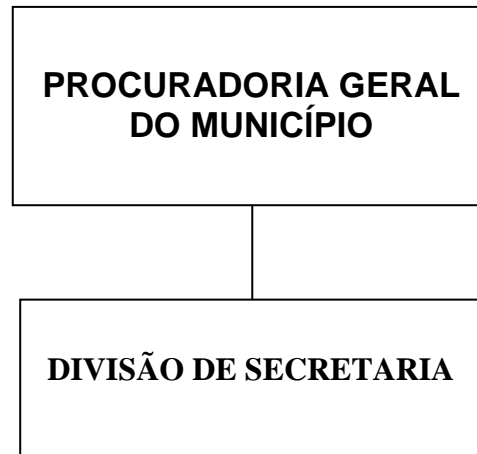 PROCURADORIA GERAL
DO MUNICÍPIO
DIVISÃO DE SECRETARIA